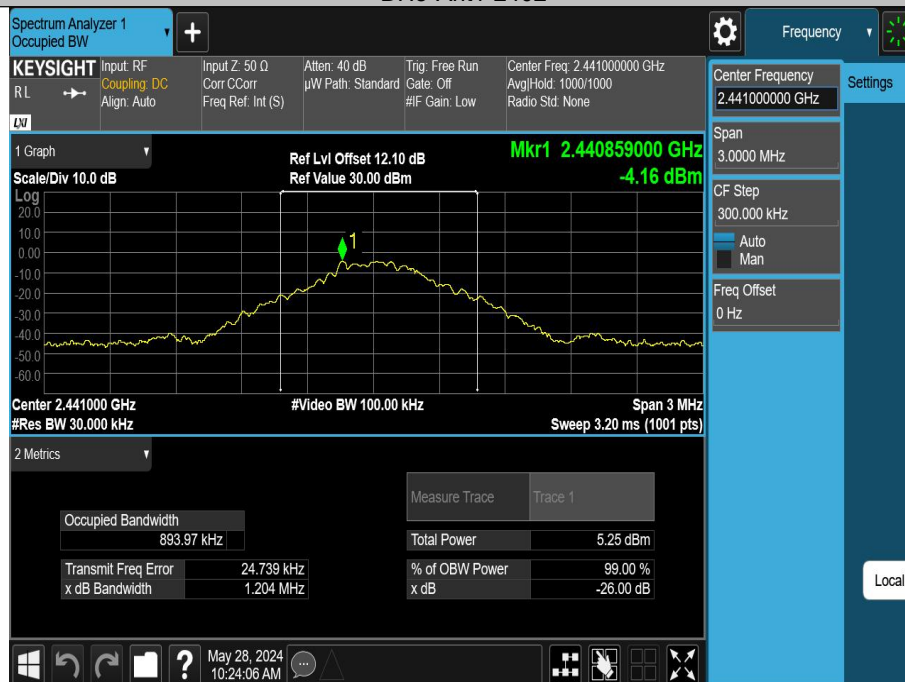 Spectrum Analyzer 1
Occupied BW
Frequency
KEYSIGHT
RL
LXI
Input: RF
Coupling: DC
Align: Auto
Input Z: 50 Ω
Corr CCorr
Freq Ref: Int (S)
Atten: 40 dB
µW Path: Standard
Trig: Free Run
Gate: Off
#IF Gain: Low
Center Freq: 2.441000000 GHz
Avg|Hold: 1000/1000
Radio Std: None
Center Frequency
2.441000000 GHz
Settings
Span
3.0000 MHz
CF Step
300.000 kHz
Auto
Man
Freq Offset
0 Hz
1 Graph
Scale/Div 10.0 dB
Ref Lvl Offset 12.10 dB
Ref Value 30.00 dBm
Mkr1 2.440859000 GHz
-4.16 dBm
Log
20.0
10.0
0.00
-10.0
-20.0
-30.0
-40.0
-50.0
-60.0
1
Center 2.441000 GHz
#Res BW 30.000 kHz
#Video BW 100.00 kHz
Span 3 MHz
Sweep 3.20 ms (1001 pts)
2 Metrics
Measure Trace Trace 1
Occupied Bandwidth
893.97 kHz
Total Power 5.25 dBm
Transmit Freq Error 24.739 kHz
% of OBW Power 99.00 %
x dB Bandwidth 1.204 MHz
x dB -26.00 dB
Local
May 28, 2024
10:24:06 AM